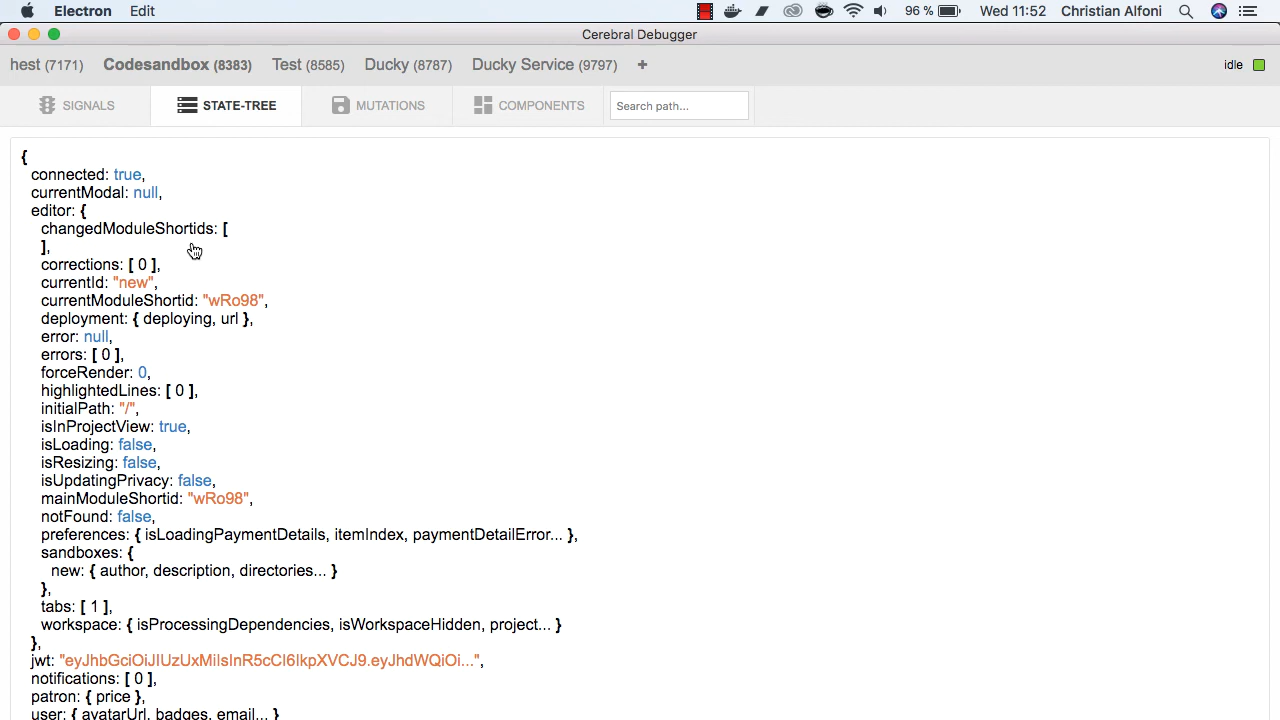 Electron Edit 96 % Wed 11:52 Christian Alfoni
Cerebral Debugger
hest (7171) Codesandbox (8383) Test (8585) Ducky (8787) Ducky Service (9797) + idle
SIGNALS STATE-TREE MUTATIONS COMPONENTS Search path...
{
connected: true,
currentModal: null,
editor: {
changedModuleShortids: [
],
corrections: [ 0 ],
currentId: "new",
currentModuleShortid: "wRo98",
deployment: { deploying, url },
error: null,
errors: [ 0 ],
forceRender: 0,
highlightedLines: [ 0 ],
initialPath: "/",
isInProjectView: true,
isLoading: false,
isResizing: false,
isUpdatingPrivacy: false,
mainModuleShortid: "wRo98",
notFound: false,
preferences: { isLoadingPaymentDetails, itemIndex, paymentDetailError... },
sandboxes: {
new: { author, description, directories... }
},
tabs: [ 1 ],
workspace: { isProcessingDependencies, isWorkspaceHidden, project... }
},
jwt: "eyJhbGciOiJIUzUxMiIsInR5cCI6IkpXVCJ9.eyJhdWQiOi...",
notifications: [ 0 ],
patron: { price },
user: { avatarUrl, badges, email... }